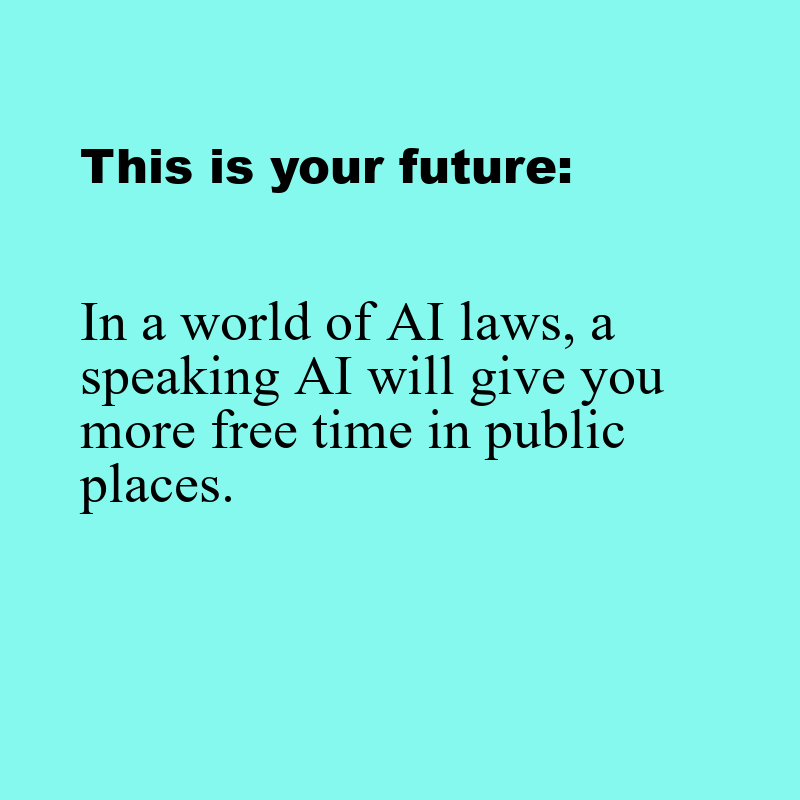 This is your future:
In a world of AI laws, a
speaking AI will give you
more free time in public
places.